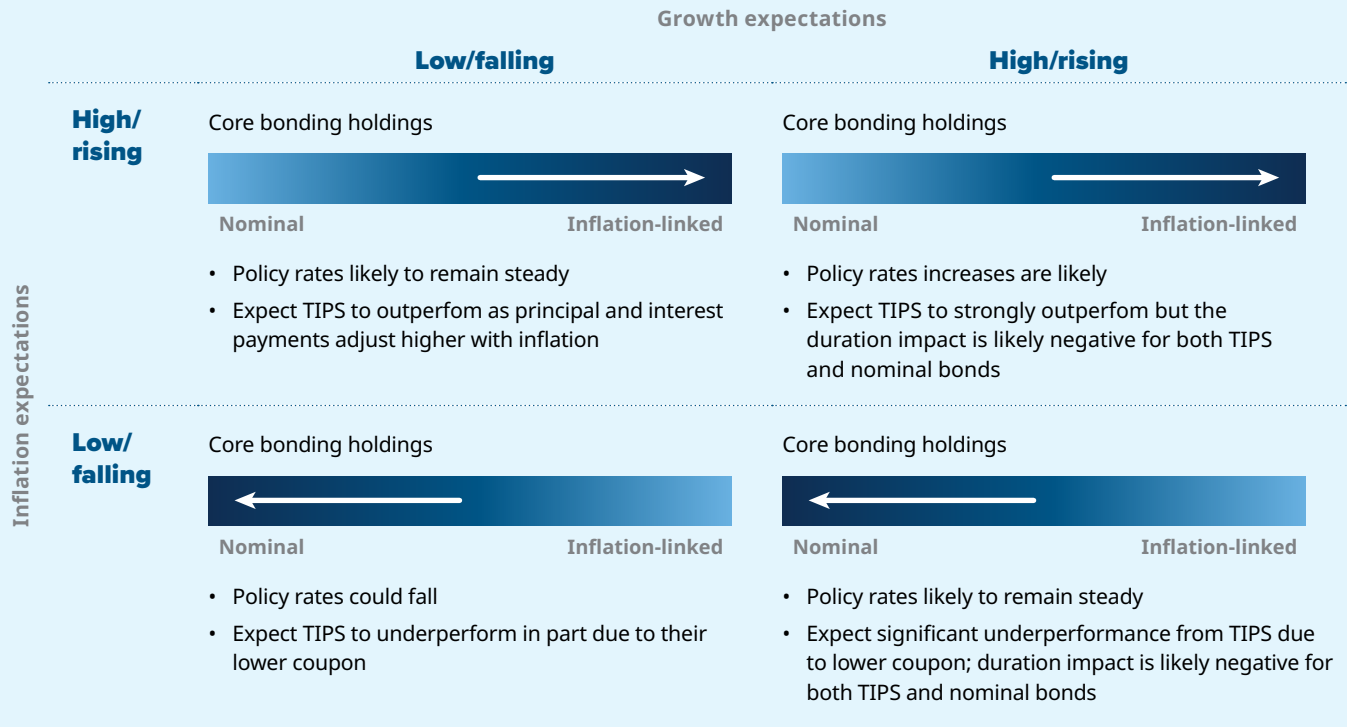 Growth expectations
Low/falling
High/rising
Inflation expectations
High/
rising
Core bonding holdings
Nominal
Inflation-linked
• Policy rates likely to remain steady
• Expect TIPS to outperfom as principal and interest
payments adjust higher with inflation
Core bonding holdings
Nominal
Inflation-linked
• Policy rates increases are likely
• Expect TIPS to strongly outperfom but the
duration impact is likely negative for both TIPS
and nominal bonds
Low/
falling
Core bonding holdings
Nominal
Inflation-linked
• Policy rates could fall
• Expect TIPS to underperform in part due to their
lower coupon
Core bonding holdings
Nominal
Inflation-linked
• Policy rates likely to remain steady
• Expect significant underperformance from TIPS due
to lower coupon; duration impact is likely negative for
both TIPS and nominal bonds